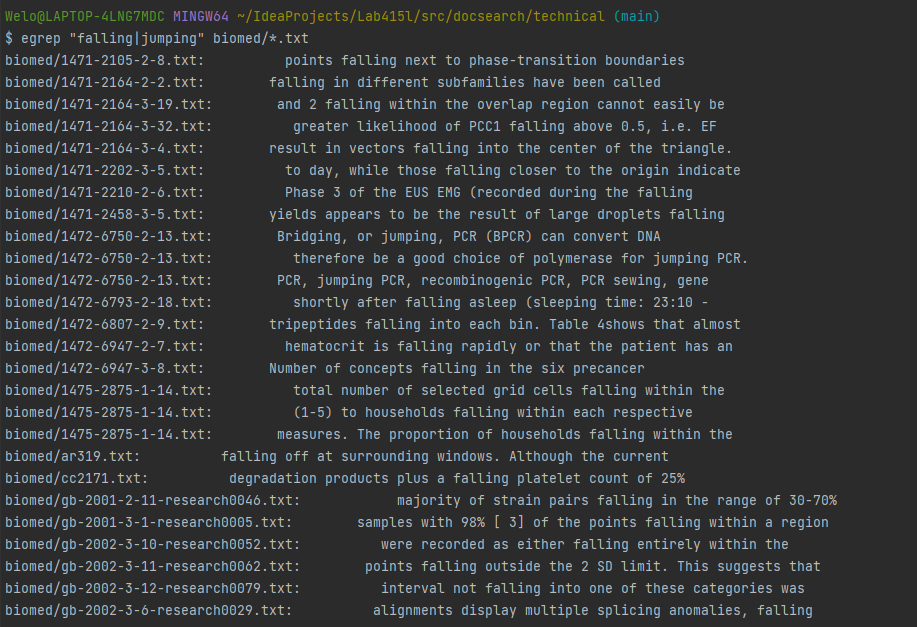 Welo@LAPTOP-4LNG7MDC MINGW64 ~/IdeaProjects/Lab415l/src/docsearch/technical (main)
$ egrep "falling|jumping" biomed/*.txt
biomed/1471-2105-2-8.txt:          points falling next to phase-transition boundaries
biomed/1471-2164-2-2.txt:        falling in different subfamilies have been called
biomed/1471-2164-3-19.txt:        and 2 falling within the overlap region cannot easily be
biomed/1471-2164-3-32.txt:          greater likelihood of PCC1 falling above 0.5, i.e. EF
biomed/1471-2164-3-4.txt:        result in vectors falling into the center of the triangle.
biomed/1471-2202-3-5.txt:          to day, while those falling closer to the origin indicate
biomed/1471-2210-2-6.txt:          Phase 3 of the EUS EMG (recorded during the falling
biomed/1471-2458-3-5.txt:        yields appears to be the result of large droplets falling
biomed/1472-6750-2-13.txt:        Bridging, or jumping, PCR (BPCR) can convert DNA
biomed/1472-6750-2-13.txt:          therefore be a good choice of polymerase for jumping PCR.
biomed/1472-6750-2-13.txt:        PCR, jumping PCR, recombinogenic PCR, PCR sewing, gene
biomed/1472-6793-2-18.txt:          shortly after falling asleep (sleeping time: 23:10 -
biomed/1472-6807-2-9.txt:        tripeptides falling into each bin. Table 4shows that almost
biomed/1472-6947-2-7.txt:          hematocrit is falling rapidly or that the patient has an
biomed/1472-6947-3-8.txt:        Number of concepts falling in the six precancer
biomed/1475-2875-1-14.txt:          total number of selected grid cells falling within the
biomed/1475-2875-1-14.txt:          (1-5) to households falling within each respective
biomed/1475-2875-1-14.txt:        measures. The proportion of households falling within the
biomed/ar319.txt:          falling off at surrounding windows. Although the current
biomed/cc2171.txt:          degradation products plus a falling platelet count of 25%
biomed/gb-2001-2-11-research0046.txt:            majority of strain pairs falling in the range of 30-70%
biomed/gb-2001-3-1-research0005.txt:        samples with 98% [ 3] of the points falling within a region
biomed/gb-2002-3-10-research0052.txt:          were recorded as either falling entirely within the
biomed/gb-2002-3-11-research0062.txt:        points falling outside the 2 SD limit. This suggests that
biomed/gb-2002-3-12-research0079.txt:          interval not falling into one of these categories was
biomed/gb-2002-3-6-research0029.txt:          alignments display multiple splicing anomalies, falling